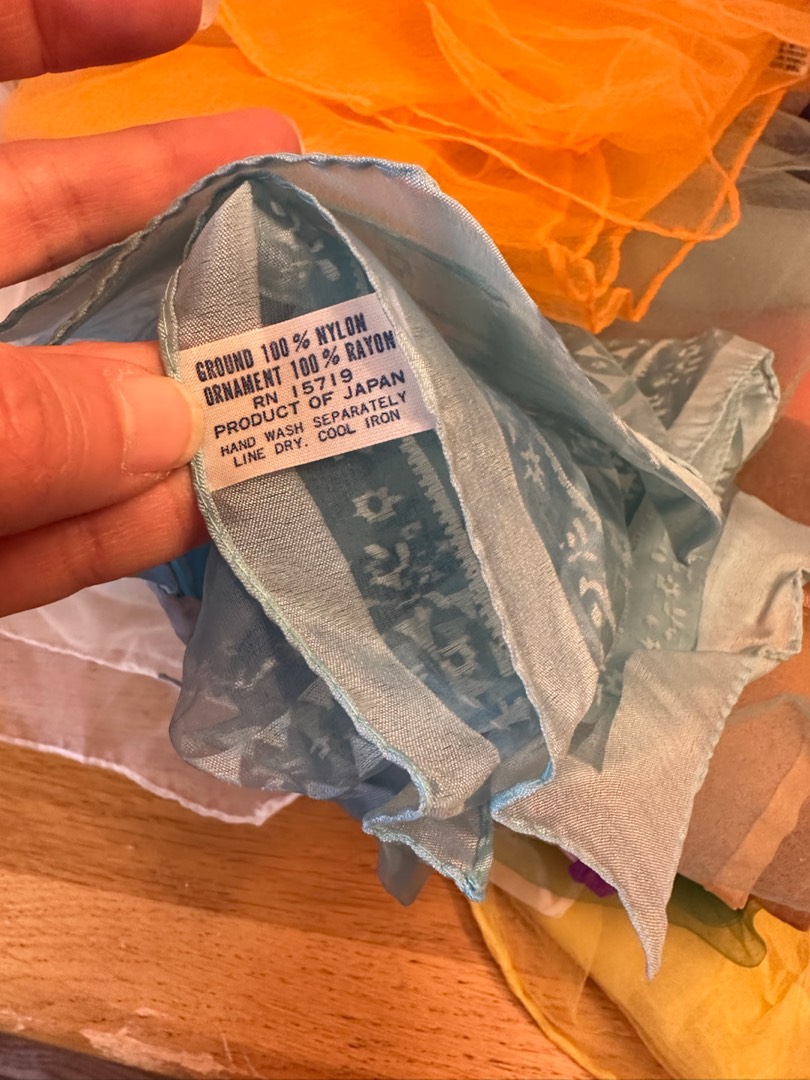 GROUND 100 % NYLON
ORNAMENT 100 % RAYON
RN 15719
PRODUCT OF JAPAN
HAND WASH SEPARATELY
LINE DRY. COOL IRON